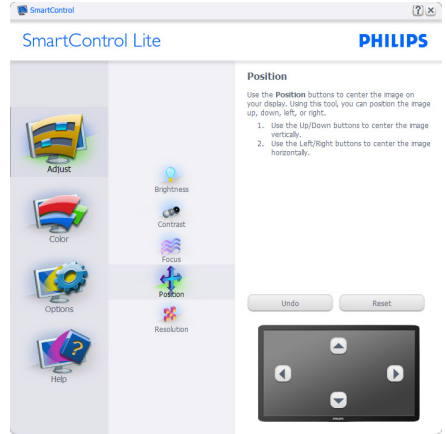 SmartControl
SmartControl Lite
PHILIPS
Adjust
Color
Options
Help
Brightness
Contrast
Focus
Position
Resolution
Position
Use the Position buttons to center the image on
your display. Using this tool, you can position the image
up, down, left, or right.
1. Use the Up/Down buttons to center the image
vertically.
2. Use the Left/Right buttons to center the image
horizontally.
Undo
Reset
PHILIPS